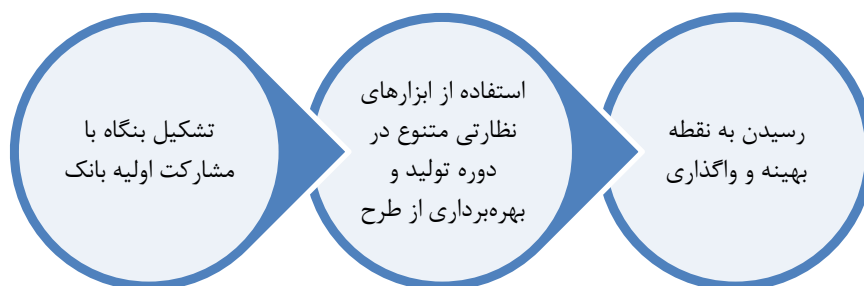 تشکیل بنگاه با
مشارکت اولیه بانک
استفاده از ابزارهای
نظارتی متنوع در
دوره تولید و
بهره‌برداری از طرح
رسیدن به نقطه
بهینه و واگذاری